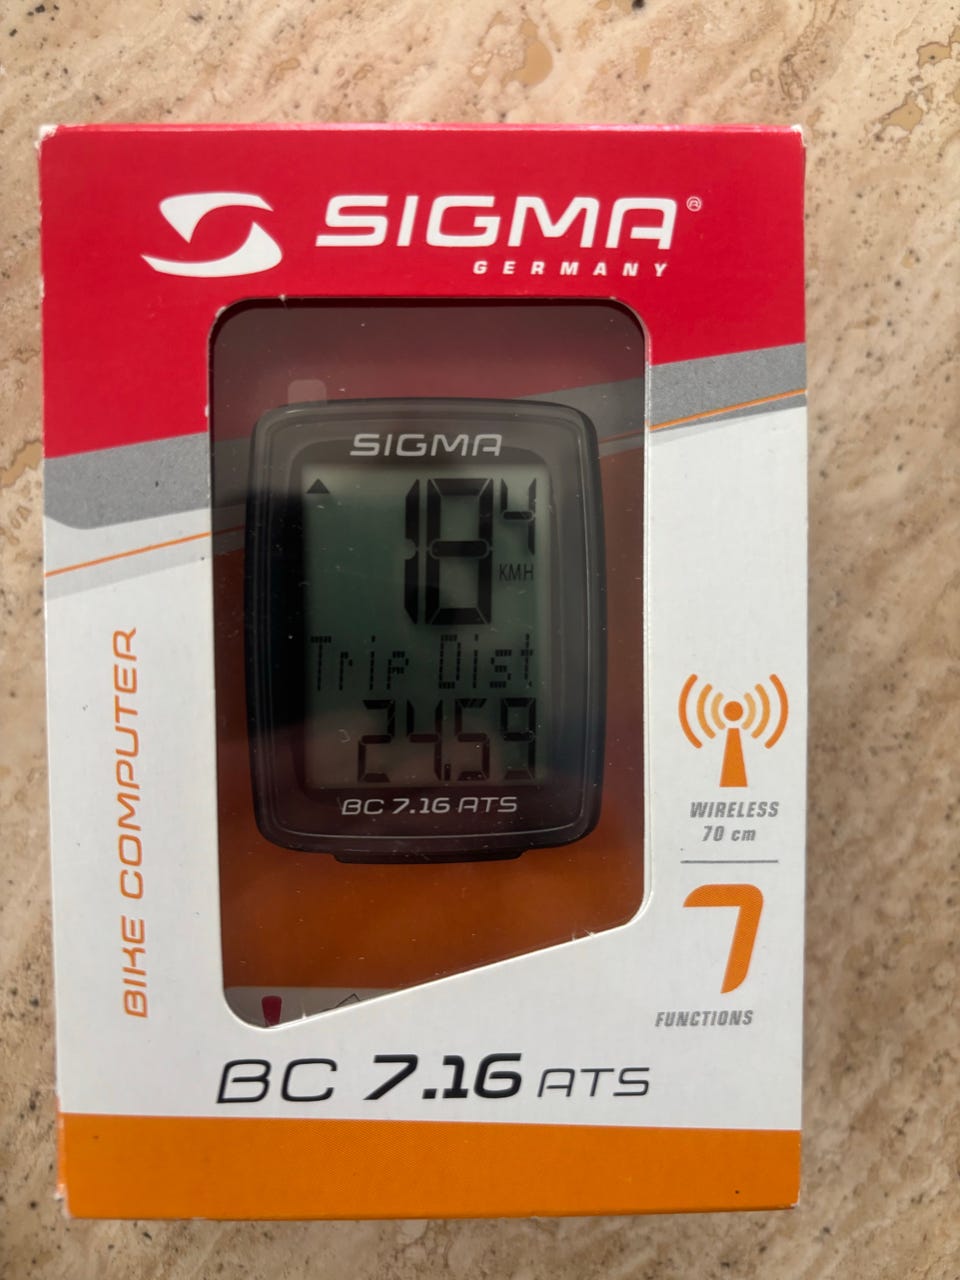 SIGMA®
GERMANY
SIGMA
18 4
KMH
Trip Dist
24.59
BC 7.16 ATS
BIKE COMPUTER
WIRELESS
70 cm
7
FUNCTIONS
BC 7.16 ATS